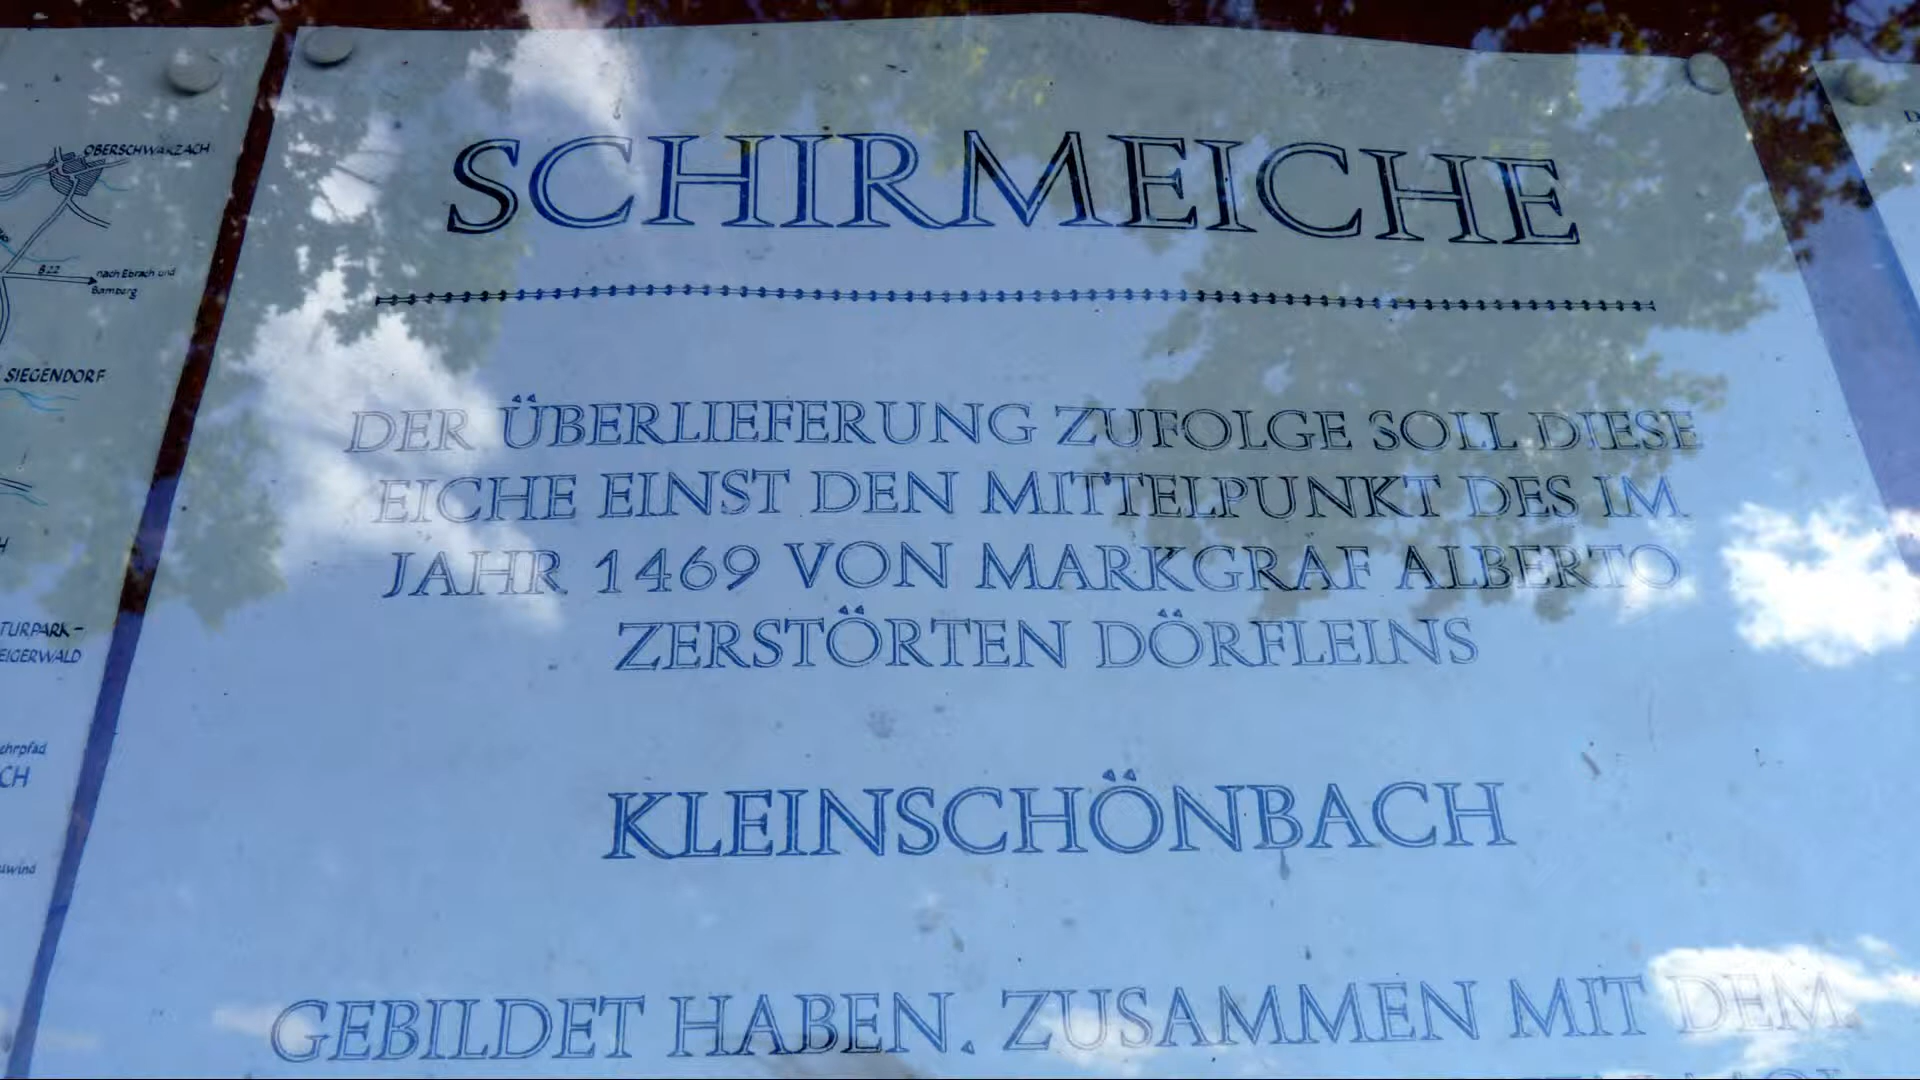 OBERSCHWARZACH
B 22
nach Ebrach und
Bamberg
SIEGENDORF
SCHIRMEICHE
DER ÜBERLIEFERUNG ZUFOLGE SOLL DIESE
EICHE EINST DEN MITTELPUNKT DES IM
JAHR 1469 VON MARKGRAF ALBERTO
ZERSTÖRTEN DÖRFLEINS
KLEINSCHÖNBACH
GEBILDET HABEN. ZUSAMMEN MIT DEM